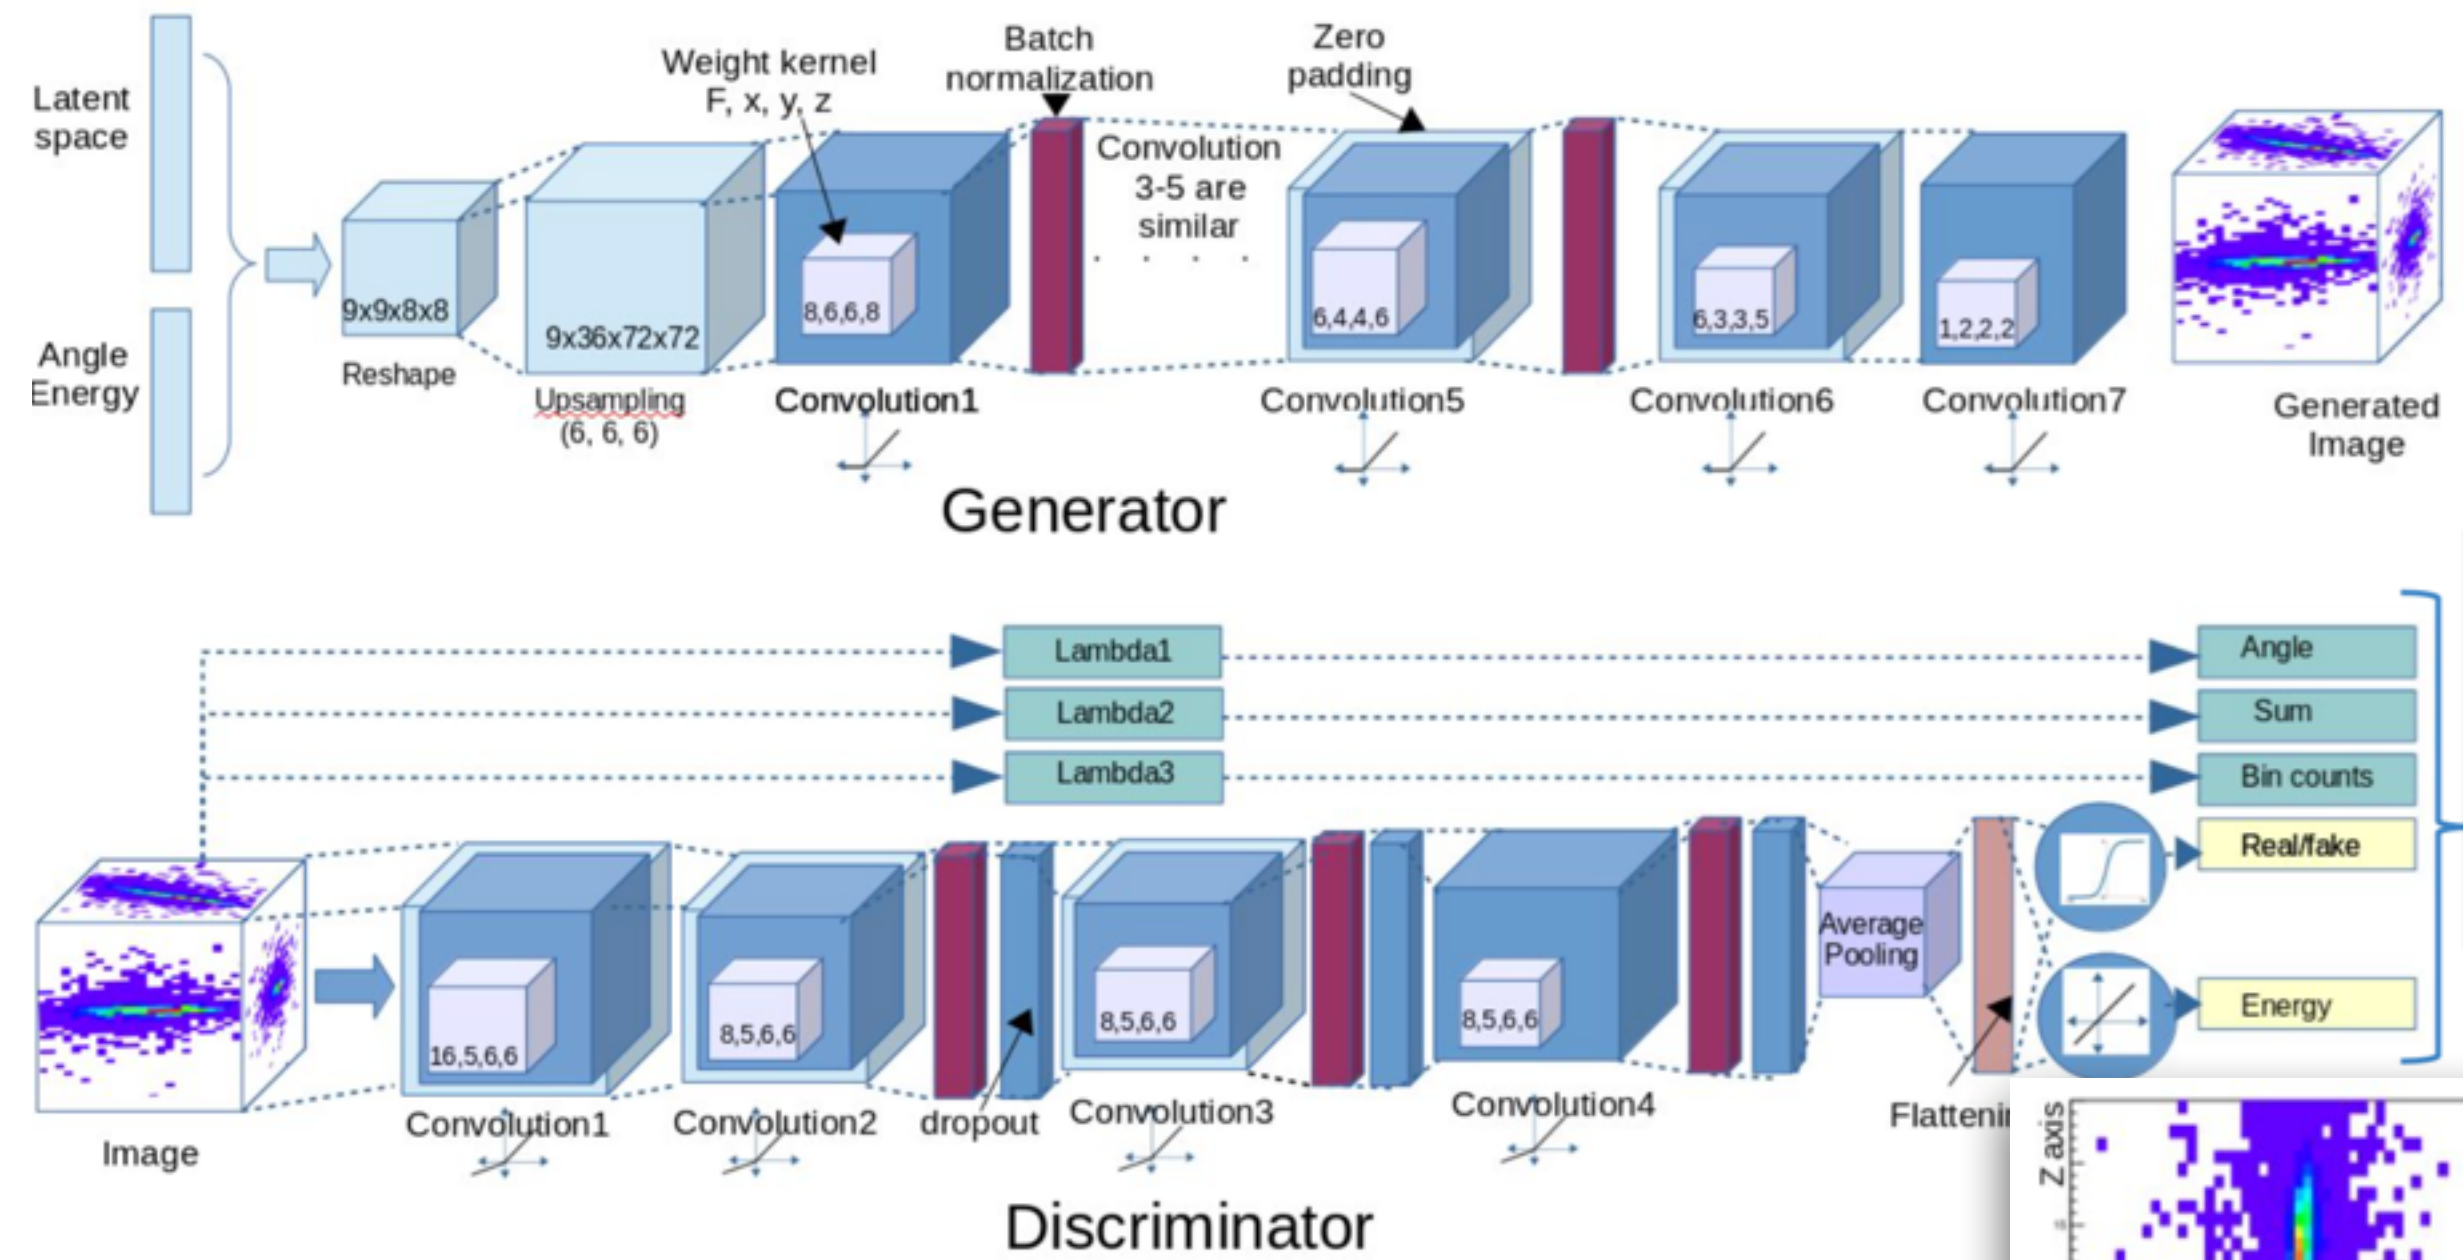 Latent
space
Angle
Energy
9x9x8x8
Reshape
9x36x72x72
Upsampling
(6, 6, 6)
Weight kernel
F, x, y, z
8,6,6,8
Convolution1
Batch
normalization
Convolution
3-5 are
similar
. . . .
Zero
padding
6,4,4,6
Convolution5
6,3,3,5
Convolution6
1,2,2,2
Convolution7
Generated
Image
Generator
Lambda1
Angle
Lambda2
Sum
Lambda3
Bin counts
Real/fake
Energy
Image
16,5,6,6
Convolution1
8,5,6,6
Convolution2
dropout
8,5,6,6
Convolution3
8,5,6,6
Convolution4
Average
Pooling
Flattenin
Z axis
Discriminator